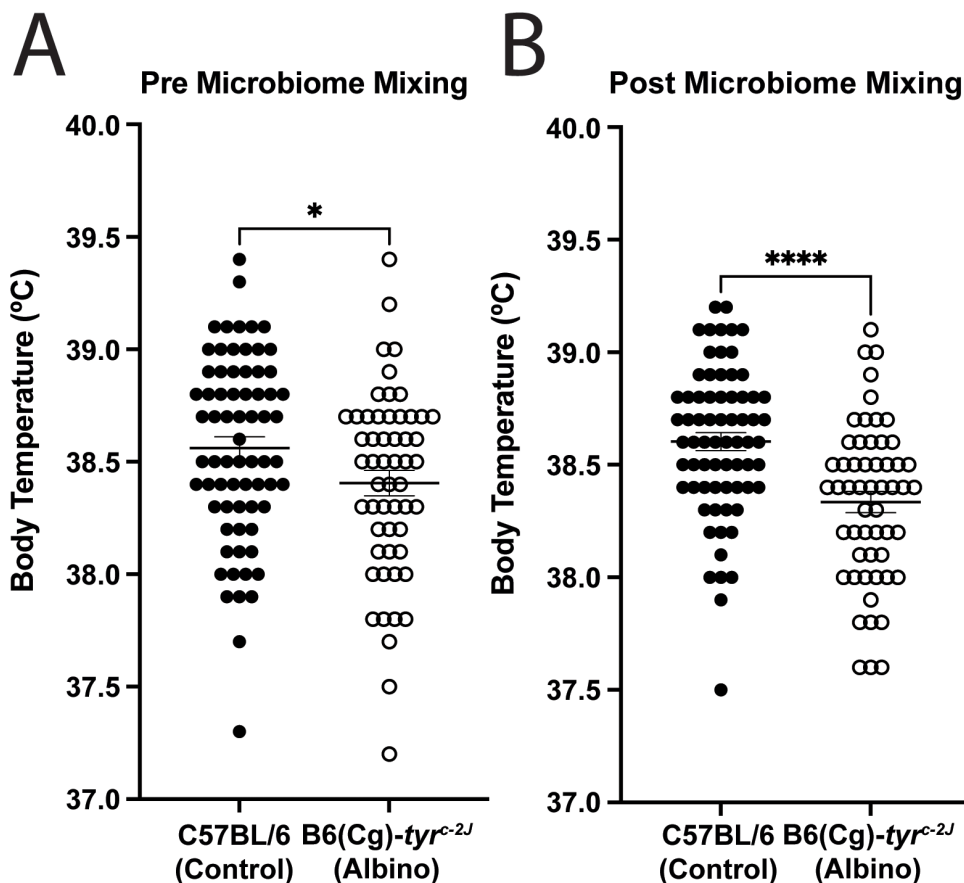 A
Pre Microbiome Mixing
Body Temperature (ºC)
40.0
39.5
39.0
38.5
38.0
37.5
37.0
*
C57BL/6
(Control)
B6(Cg)-tyrc-2J
(Albino)
B
Post Microbiome Mixing
Body Temperature (ºC)
40.0
39.5
39.0
38.5
38.0
37.5
37.0
****
C57BL/6
(Control)
B6(Cg)-tyrc-2J
(Albino)